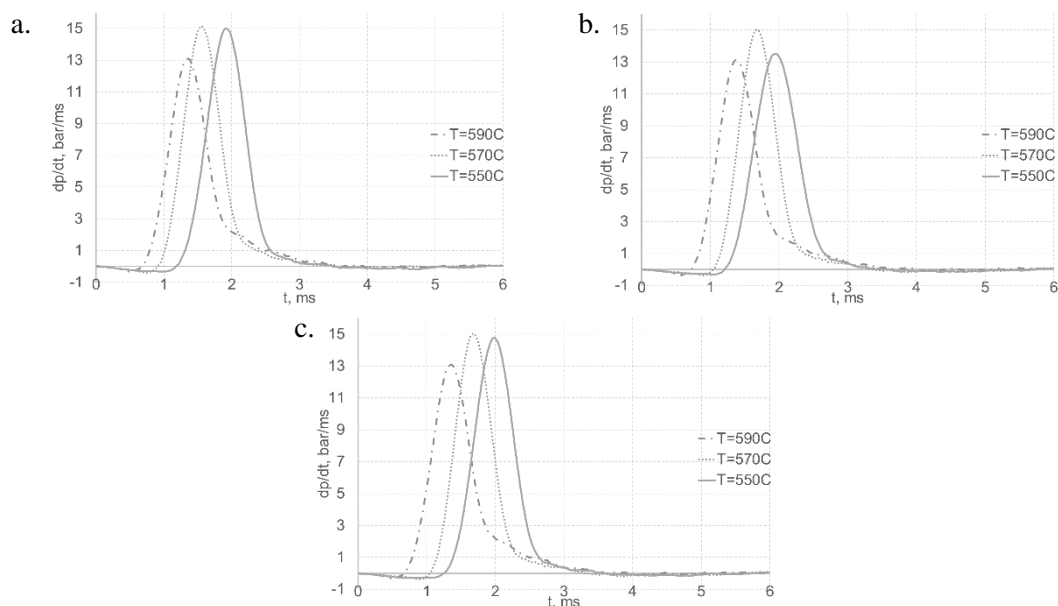 a.
15
13
11
9
7
5
3
1
-1
dp/dt, bar/ms
0 1 2 3 4 5 6
t, ms
T=590C
T=570C
T=550C
b.
15
13
11
9
7
5
3
1
-1
dp/dt, bar/ms
0 1 2 3 4 5 6
t, ms
T=590C
T=570C
T=550C
c.
15
13
11
9
7
5
3
1
-1
dp/dt, bar/ms
0 1 2 3 4 5 6
t, ms
T=590C
T=570C
T=550C